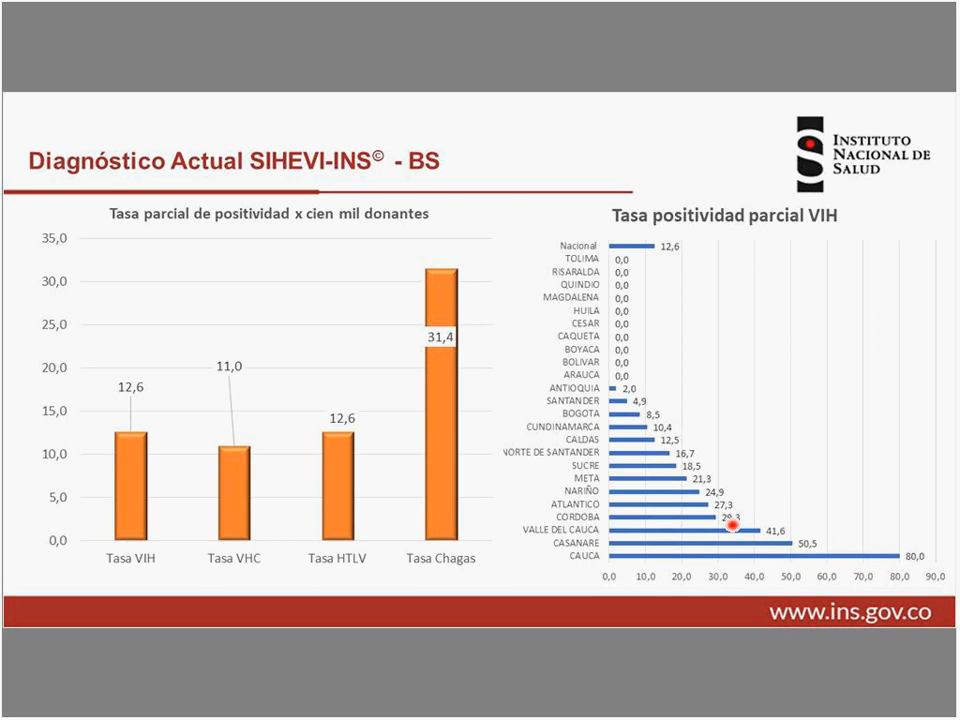 Diagnóstico Actual SIHEVI-INS© - BS
INSTITUTO
NACIONAL DE
SALUD
Tasa parcial de positividad x cien mil donantes
35,0
30,0
25,0
20,0
15,0
10,0
5,0
0,0
12,6
11,0
12,6
31,4
Tasa VIH
Tasa VHC
Tasa HTLV
Tasa Chagas
Tasa positividad parcial VIH
Nacional 12,6
TOLIMA 0,0
RISARALDA 0,0
QUINDIO 0,0
MAGDALENA 0,0
HUILA 0,0
CESAR 0,0
CAQUETA 0,0
BOYACA 0,0
BOLIVAR 0,0
ARAUCA 0,0
ANTIOQUIA 2,0
SANTANDER 4,9
BOGOTA 8,5
CUNDINAMARCA 10,4
CALDAS 12,5
NORTE DE SANTANDER 16,7
SUCRE 18,5
META 21,3
NARIÑO 24,9
ATLANTICO 27,3
CORDOBA
VALLE DEL CAUCA 41,6
CASANARE 50,5
CAUCA 80,0
0,0 10,0 20,0 30,0 40,0 50,0 60,0 70,0 80,0 90,0
www.ins.gov.co